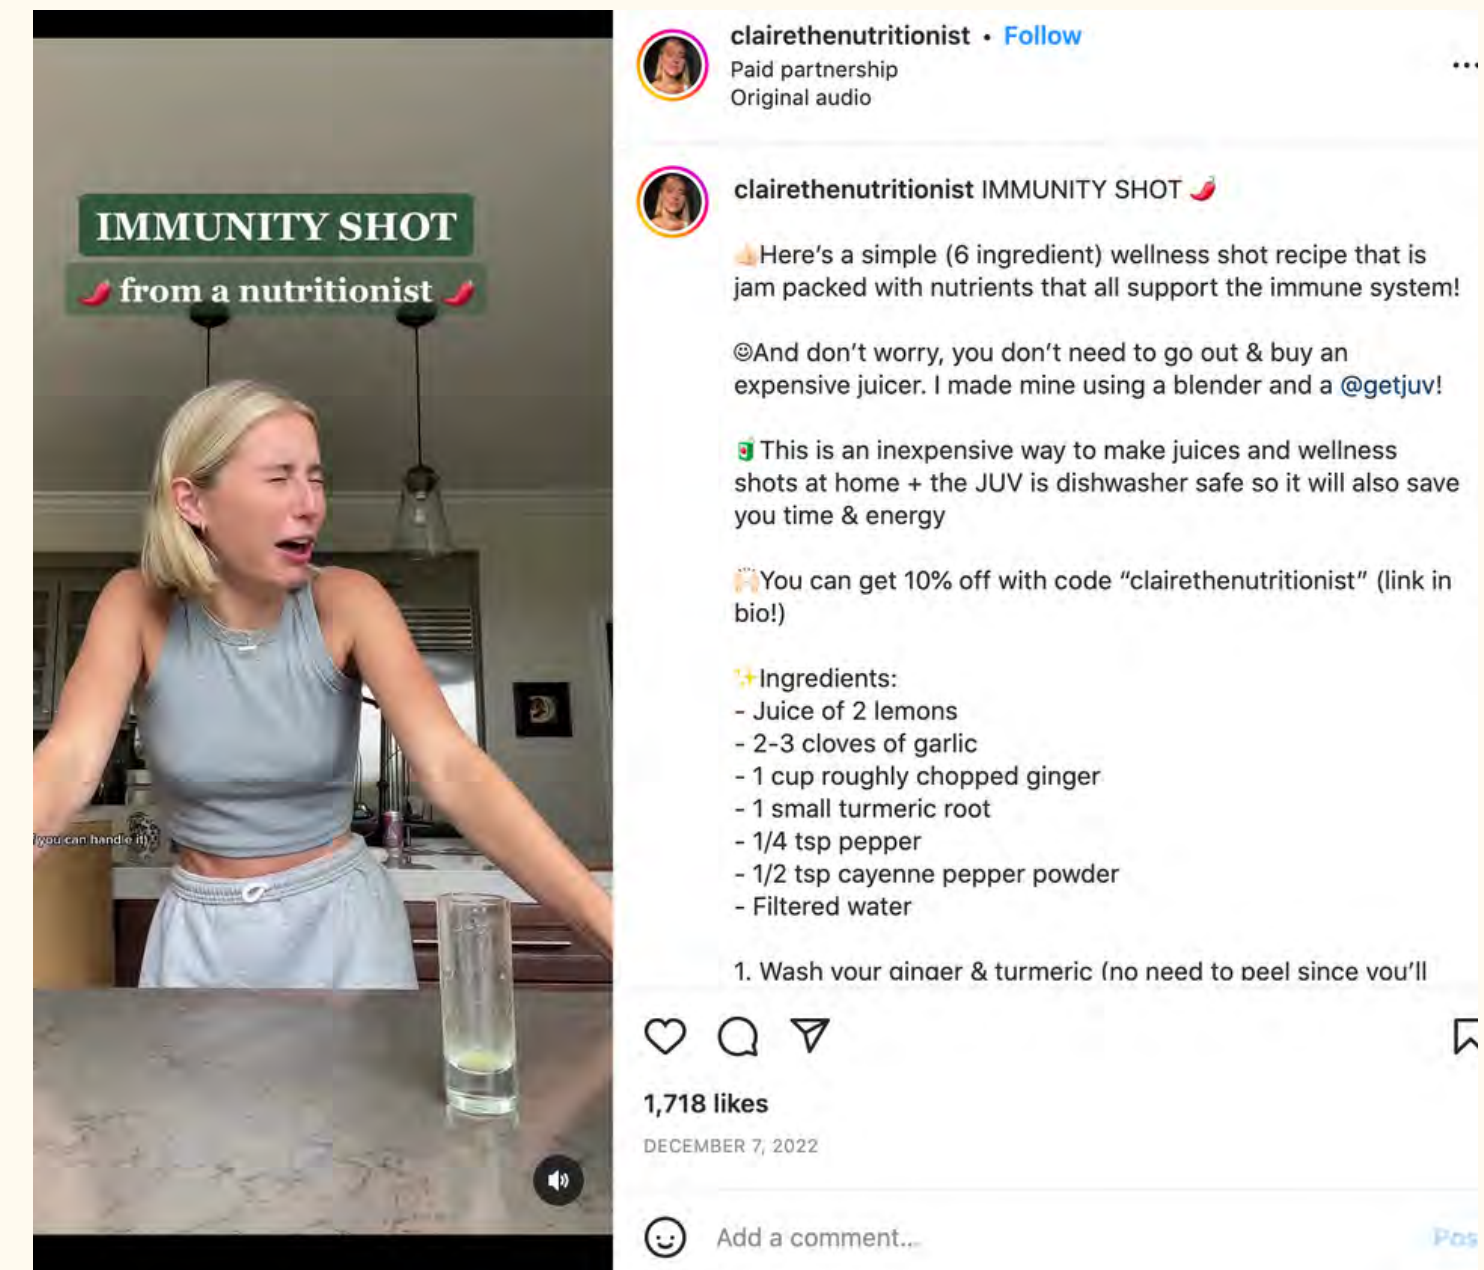 IMMUNITY SHOT
🌶️ from a nutritionist 🌶️
you can handle it)
clairethenutritionist • Follow
Paid partnership
Original audio
clairethenutritionist IMMUNITY SHOT 🌶️
👍🏻Here's a simple (6 ingredient) wellness shot recipe that is
jam packed with nutrients that all support the immune system!
☺And don't worry, you don't need to go out & buy an
expensive juicer. I made mine using a blender and a @getjuv!
🧃This is an inexpensive way to make juices and wellness
shots at home + the JUV is dishwasher safe so it will also save
you time & energy
🙌🏻You can get 10% off with code “clairethenutritionist” (link in
bio!)
✨Ingredients:
- Juice of 2 lemons
- 2-3 cloves of garlic
- 1 cup roughly chopped ginger
- 1 small turmeric root
- 1/4 tsp pepper
- 1/2 tsp cayenne pepper powder
- Filtered water
1. Wash your ginger & turmeric (no need to peel since you'll
1,718 likes
DECEMBER 7, 2022
Add a comment...